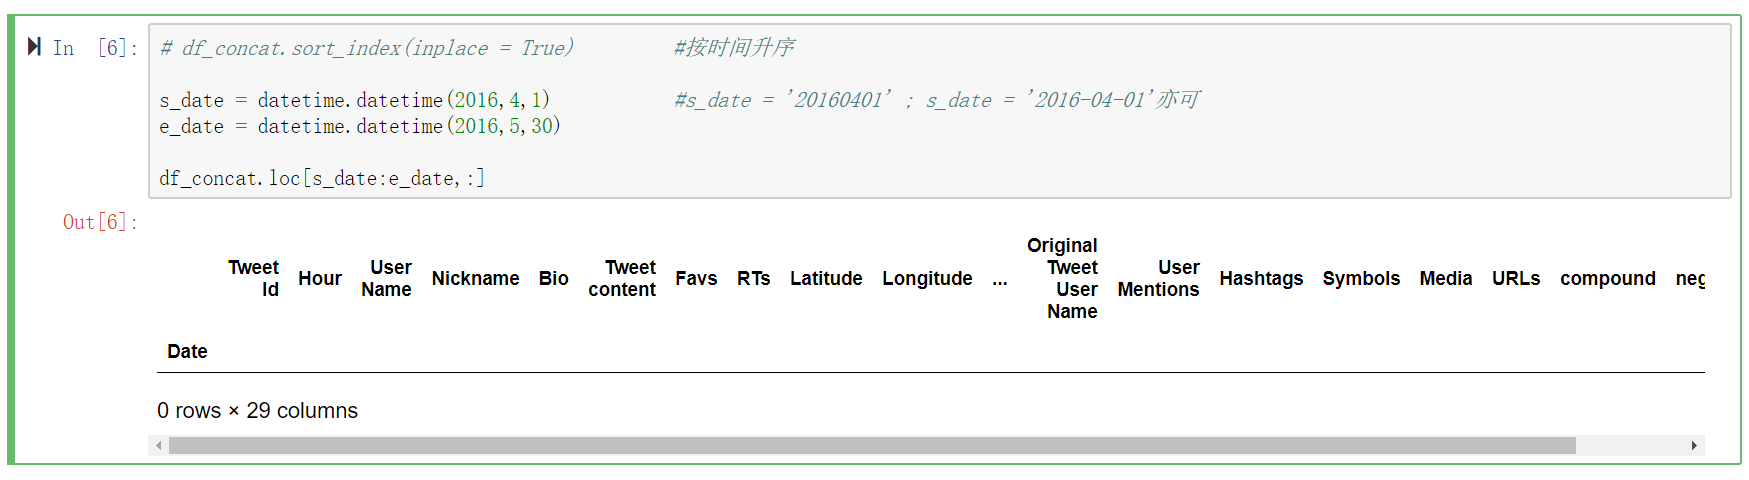 In [6]:
# df_concat.sort_index(inplace = True) #按时间升序
s_date = datetime.datetime(2016,4,1) #s_date = '20160401' ; s_date = '2016-04-01'亦可
e_date = datetime.datetime(2016,5,30)
df_concat.loc[s_date:e_date,:]
Out[6]:
Tweet Id Hour User Name Nickname Bio Tweet content Favs RTs Latitude Longitude ... Original Tweet User Name User Mentions Hashtags Symbols Media URLs compound neg
Date
0 rows × 29 columns